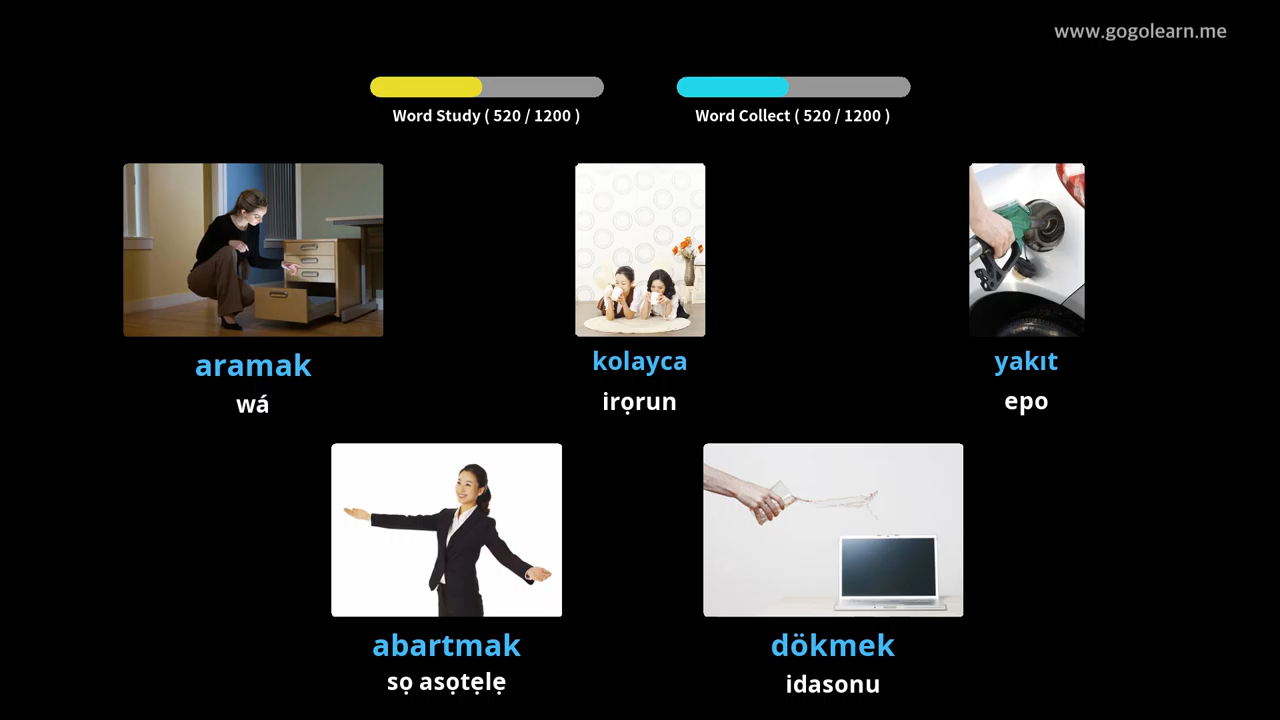 www.gogolearn.me
Word Study ( 520 / 1200 )
Word Collect ( 520 / 1200 )
aramak
wá
kolayca
irọrun
yakıt
epo
abartmak
sọ asọtẹlẹ
dökmek
idasonu